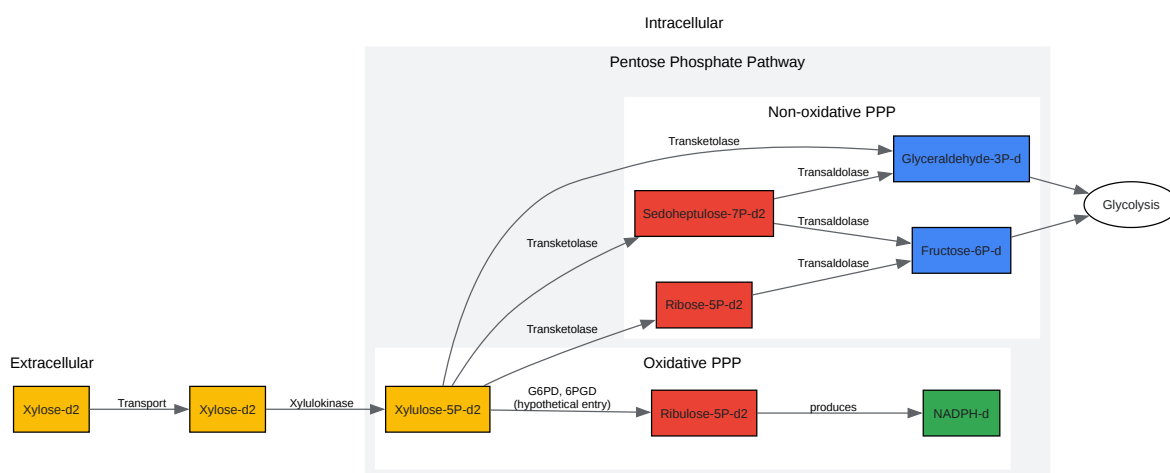 Intracellular
Pentose Phosphate Pathway
Non-oxidative PPP
Transketolase
Glyceraldehyde-3P-d
Transaldolase
Sedoheptulose-7P-d2
Glycolysis
Transaldolase
Transketolase
Fructose-6P-d
Transaldolase
Ribose-5P-d2
Transketolase
Extracellular
Oxidative PPP
Xylose-d2
Transport
Xylose-d2
Xylulokinase
Xylulose-5P-d2
G6PD, 6PGD
(hypothetical entry)
Ribulose-5P-d2
produces
NADPH-d